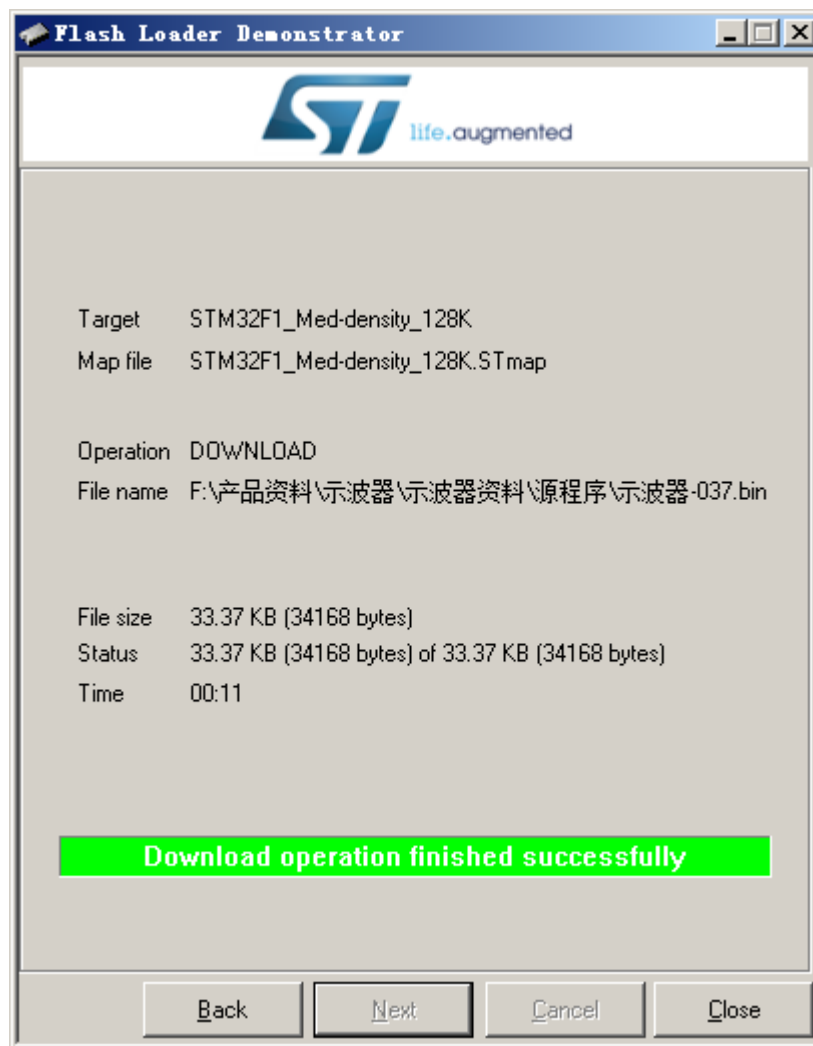 Flash Loader Demonstrator
ST life.augmented
Target STM32F1_Med-density_128K
Map file STM32F1_Med-density_128K.STmap
Operation DOWNLOAD
File name F:\产品资料\示波器\示波器资料\源程序\示波器-037.bin
File size 33.37 KB (34168 bytes)
Status 33.37 KB (34168 bytes) of 33.37 KB (34168 bytes)
Time 00:11
Download operation finished successfully
Back Next Cancel Close